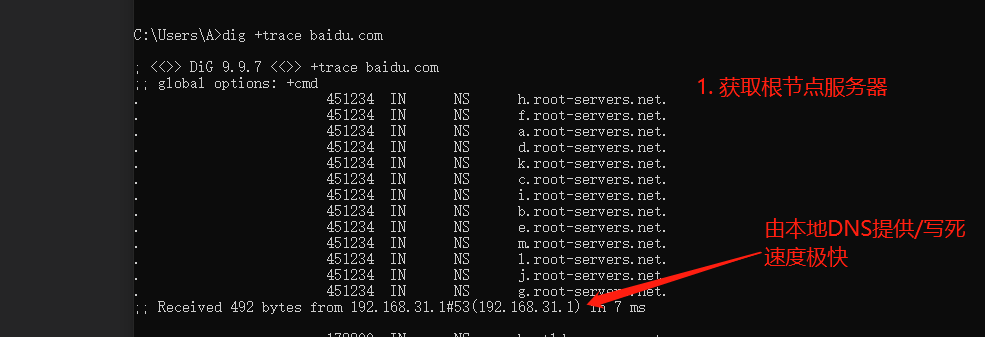 C:\Users\A>dig +trace baidu.com
; <<>> DiG 9.9.7 <<>> +trace baidu.com
;; global options: +cmd
1. 获取根节点服务器
. 451234 IN NS h.root-servers.net.
. 451234 IN NS f.root-servers.net.
. 451234 IN NS a.root-servers.net.
. 451234 IN NS d.root-servers.net.
. 451234 IN NS k.root-servers.net.
. 451234 IN NS c.root-servers.net.
. 451234 IN NS i.root-servers.net.
. 451234 IN NS b.root-servers.net.
. 451234 IN NS e.root-servers.net.
. 451234 IN NS m.root-servers.net.
. 451234 IN NS l.root-servers.net.
. 451234 IN NS j.root-servers.net.
. 451234 IN NS g.root-servers.net.
由本地DNS提供/写死
速度极快
;; Received 492 bytes from 192.168.31.1#53(192.168.31.1) in 7 ms